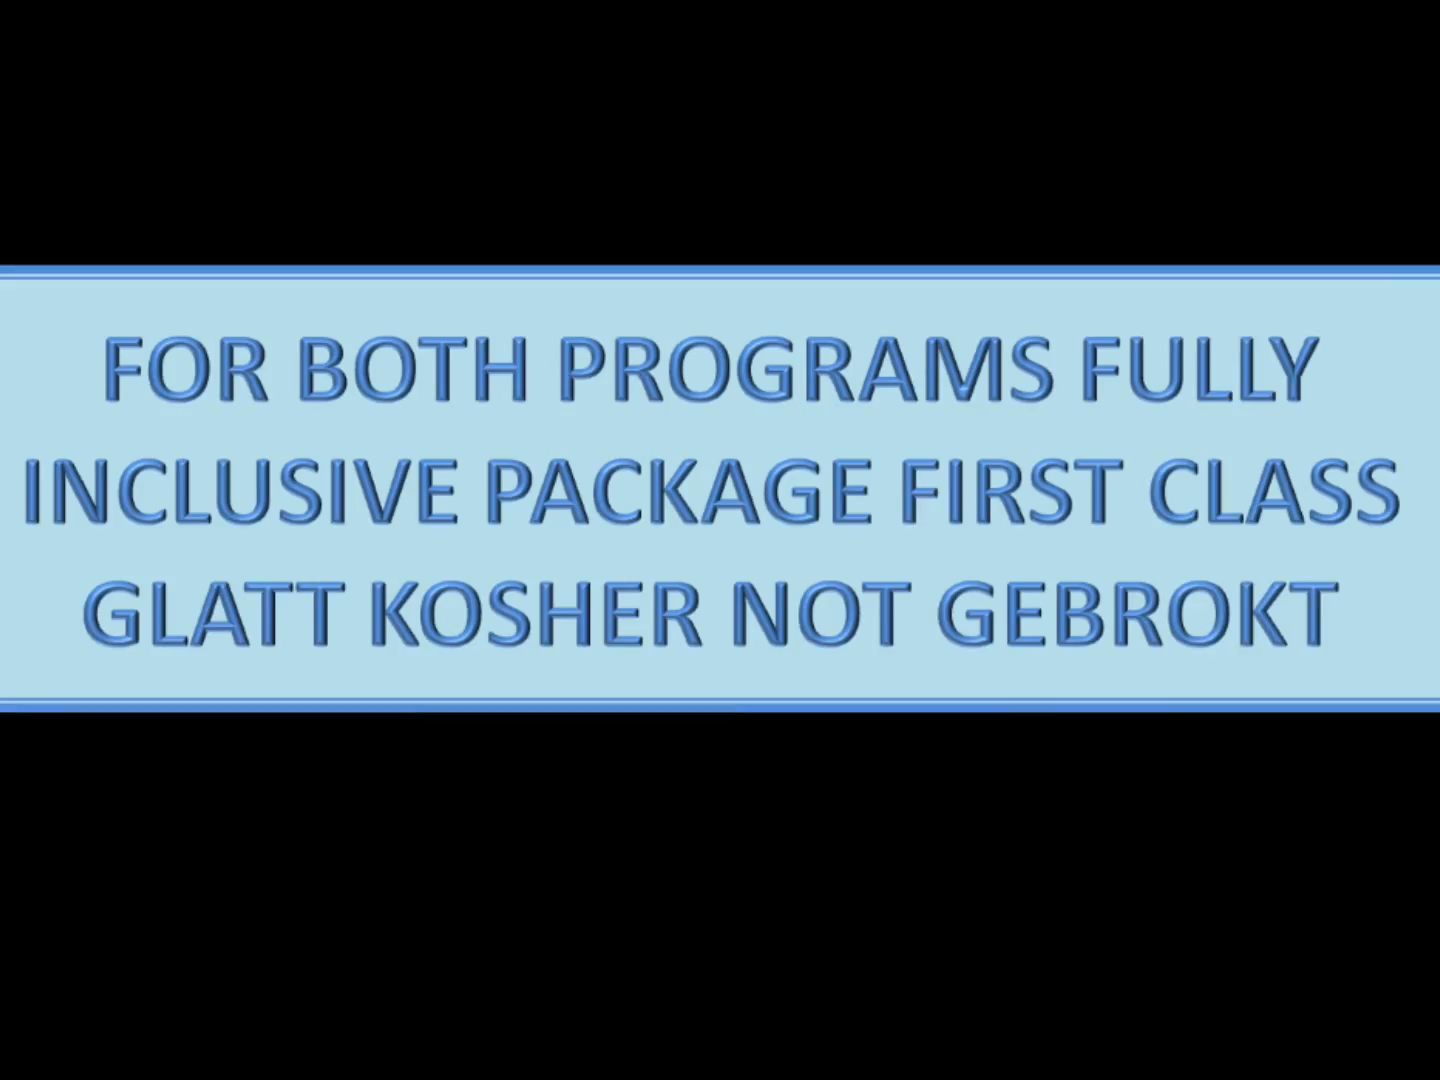 FOR BOTH PROGRAMS FULLY
INCLUSIVE PACKAGE FIRST CLASS
GLATT KOSHER NOT GEBROKT